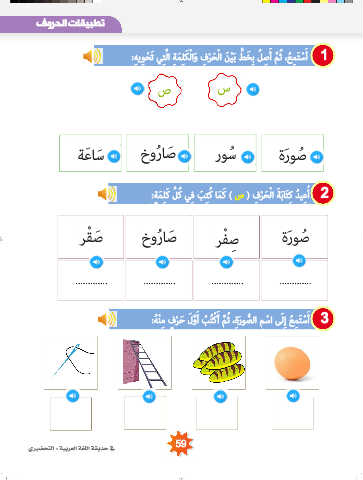 تطبيقات الحروف
1 أَسْتَمِعُ، ثُمَّ أَصِلُ بِخَطٍّ بَيْنَ الْحَرْفِ وَالْكَلِمَةِ الَّتِي تَحْوِيهِ:
س ص
صُورَة سُور صَارُوخ سَاعَة
2 أُعِيدُ كِتَابَةَ الْحَرْفِ ( ص ) كَمَا كُتِبَ فِي كُلِّ كَلِمَةٍ:
صُورَة صِفْر صَارُوخ صَقْر
3 أَسْتَمِعُ إِلَى اسْمِ الصُّورَةِ، ثُمَّ أَكْتُبُ أَوَّلَ حَرْفٍ مِنْهُ:
59
في حديقة اللغة العربية - التحضيري